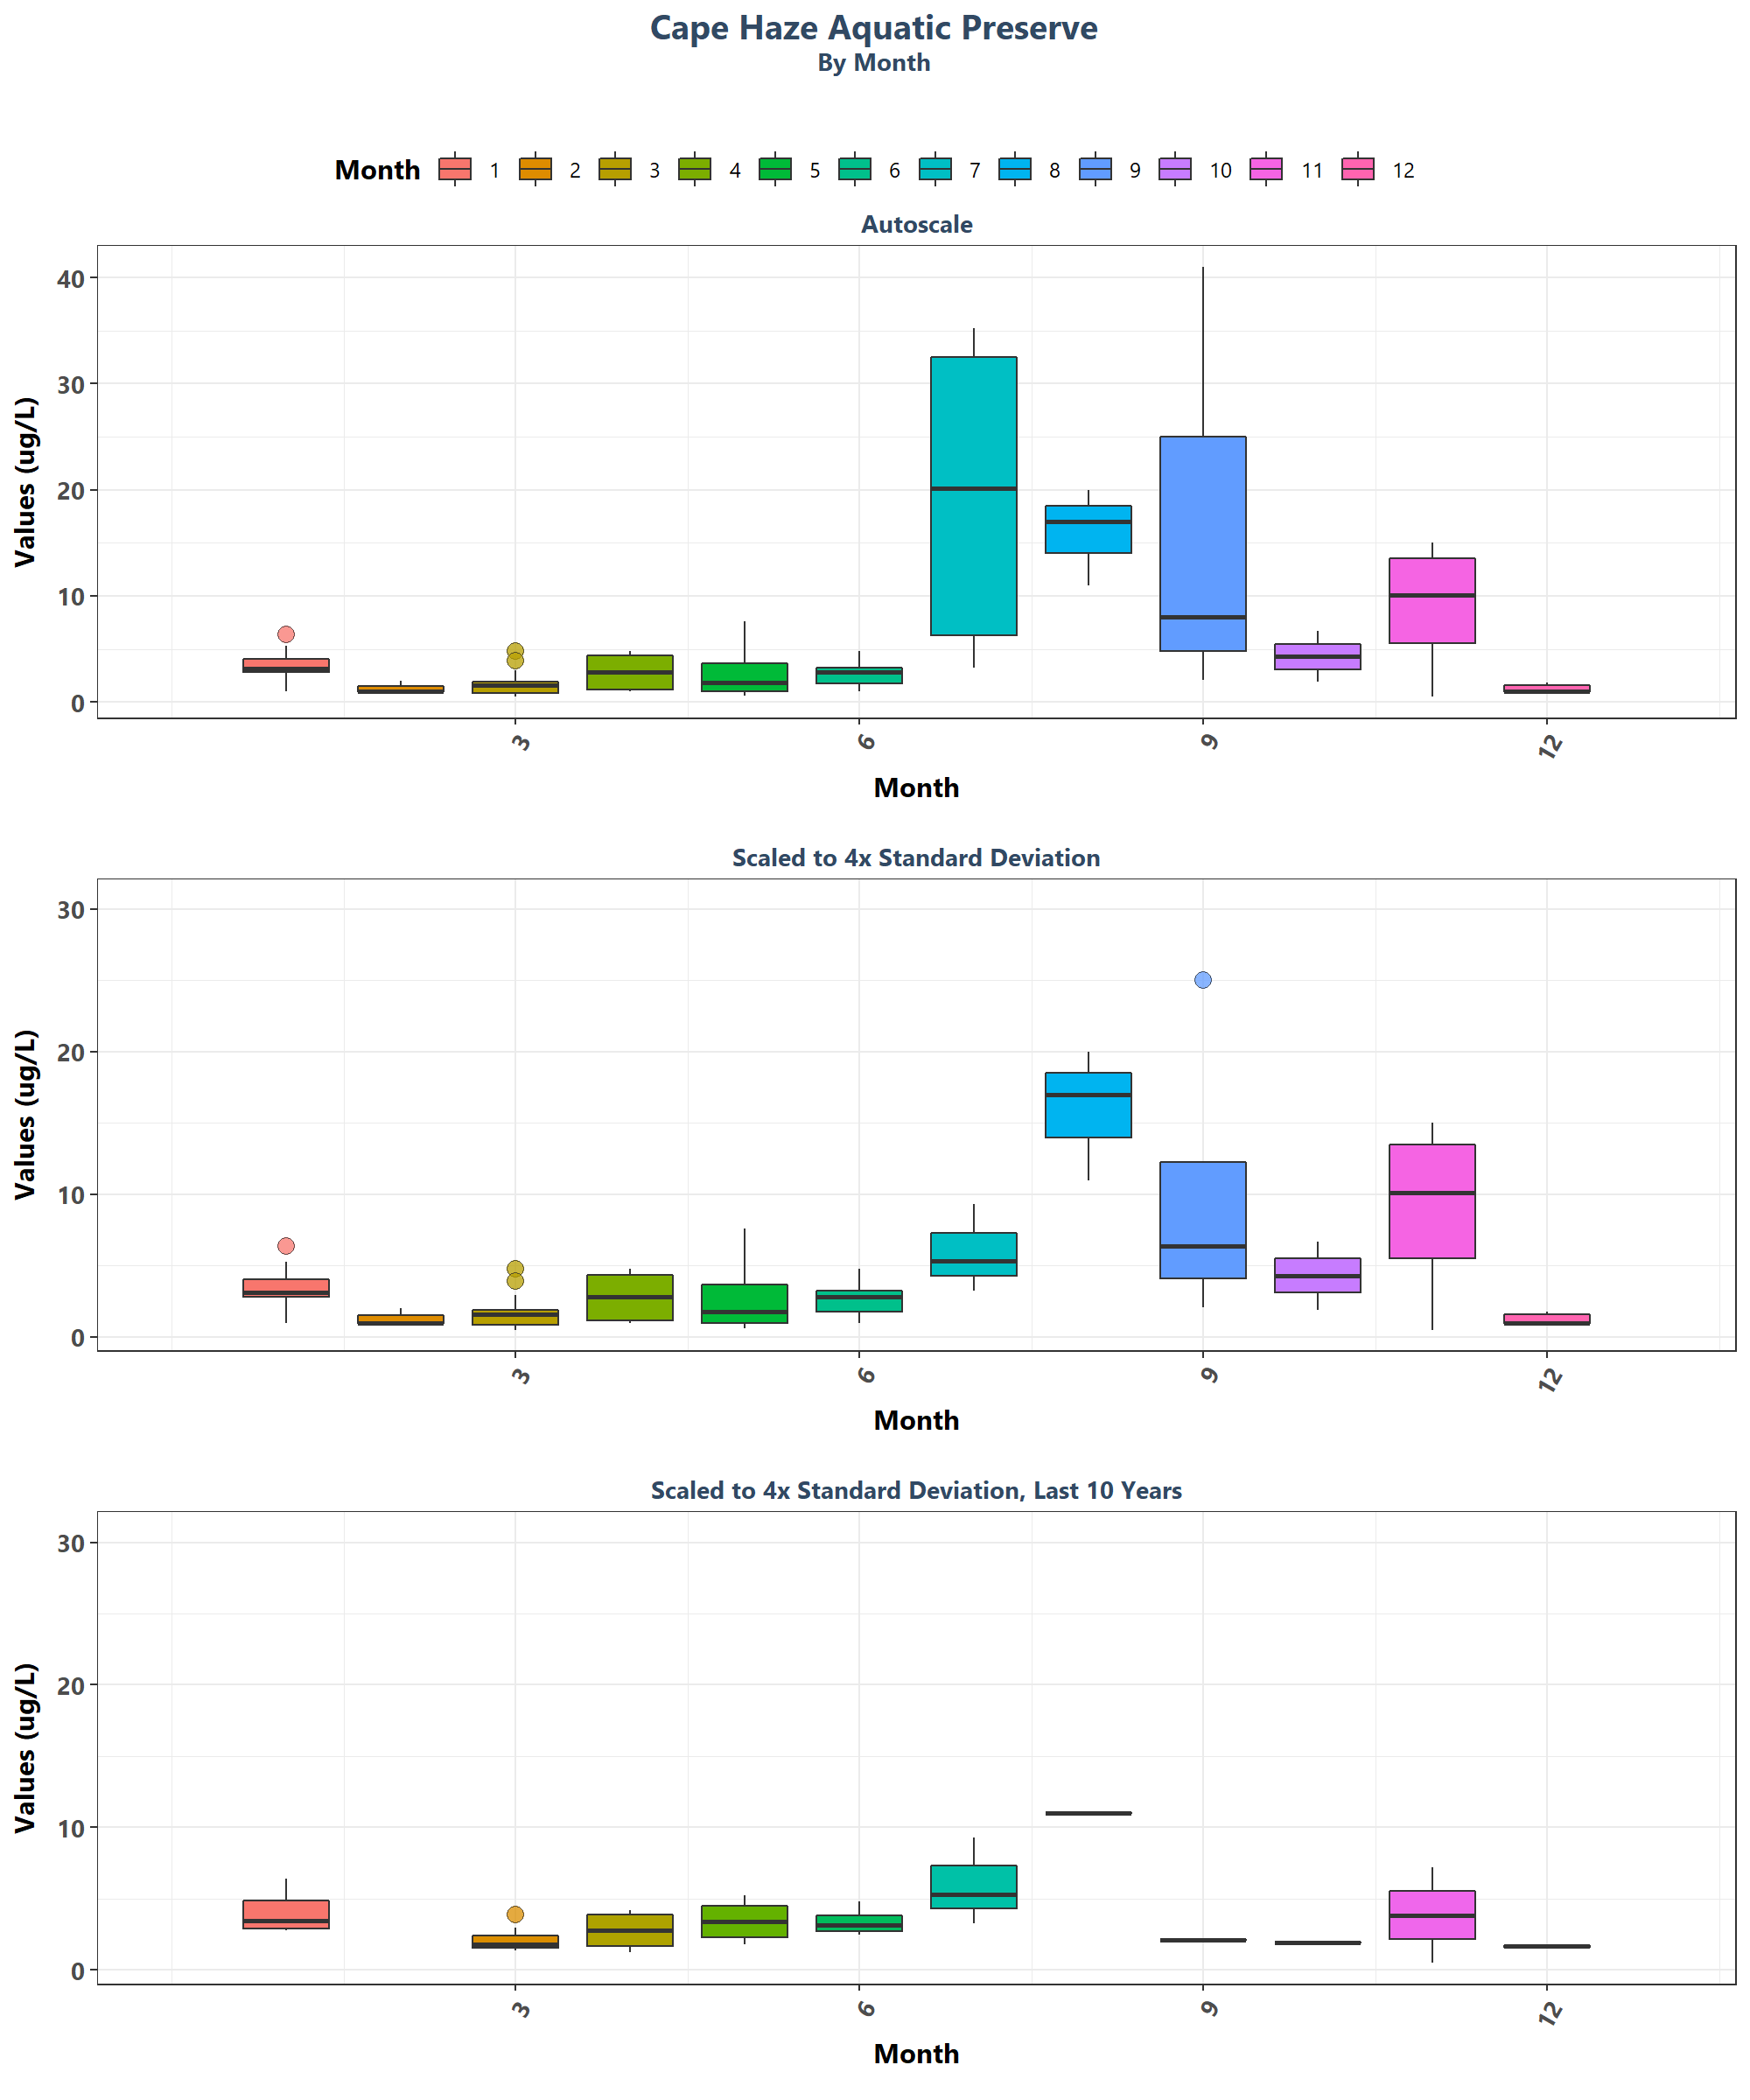 Cape Haze Aquatic Preserve
By Month
Month 1 2 3 4 5 6 7 8 9 10 11 12
Autoscale
Values (ug/L)
40
30
20
10
0
3 6 9 12
Month
Scaled to 4x Standard Deviation
Values (ug/L)
30
20
10
0
3 6 9 12
Month
Scaled to 4x Standard Deviation, Last 10 Years
Values (ug/L)
30
20
10
0
3 6 9 12
Month